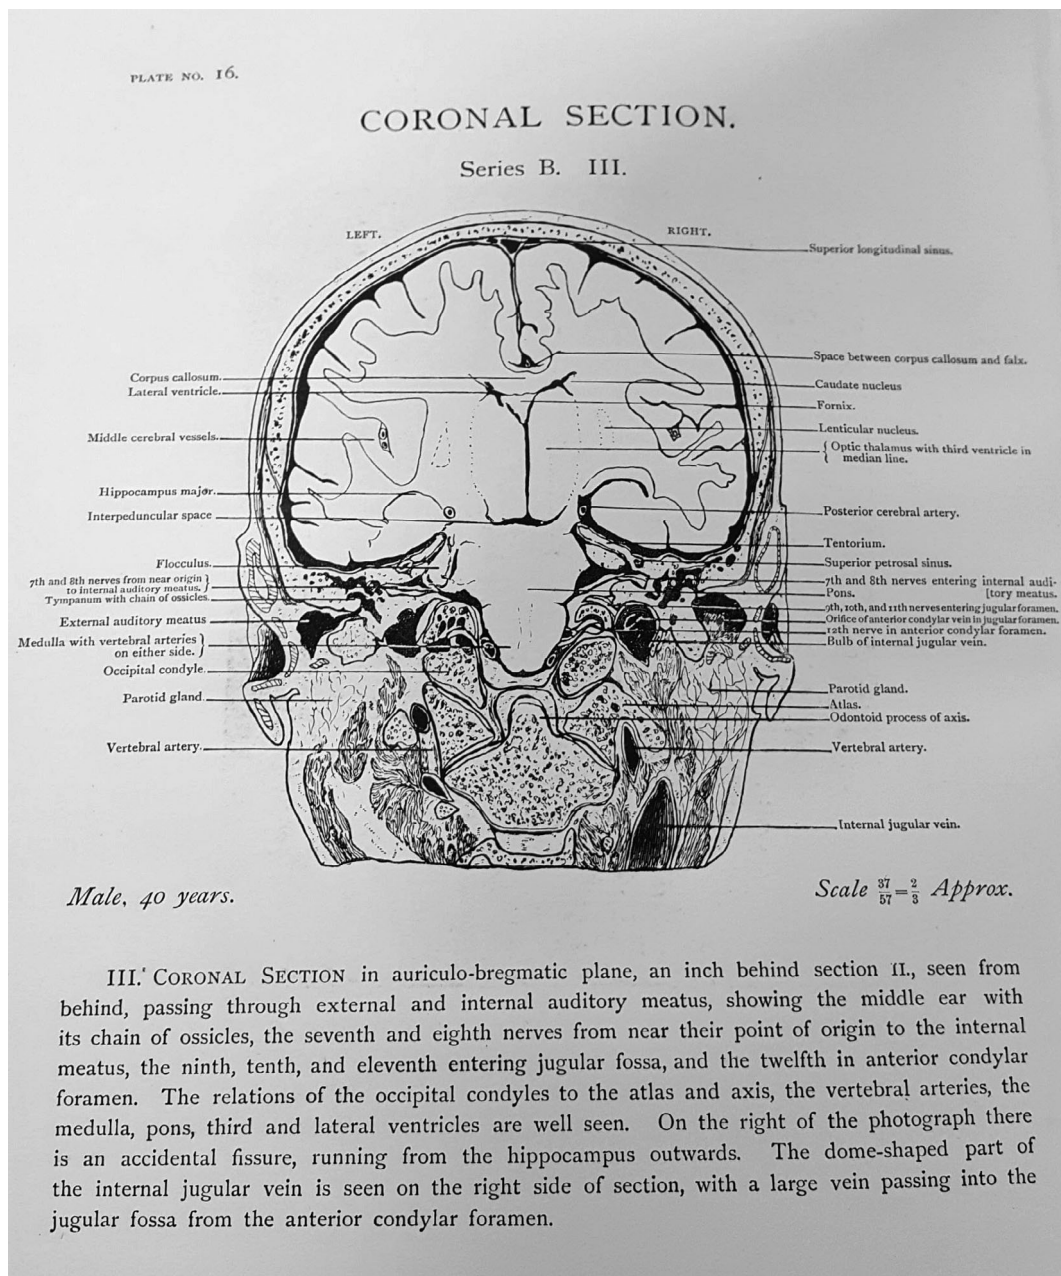 PLATE NO. 16.
CORONAL SECTION.
Series B. III.
LEFT.
RIGHT.
Superior longitudinal sinus.
Space between corpus callosum and falx.
Corpus callosum.
Caudate nucleus
Lateral ventricle.
Fornix.
Middle cerebral vessels.
Lenticular nucleus.
{ Optic thalamus with third ventricle in
median line.
Hippocampus major.
Interpeduncular space
Posterior cerebral artery.
Tentorium.
Flocculus.
Superior petrosal sinus.
7th and 8th nerves from near origin }
to internal auditory meatus. }
7th and 8th nerves entering internal audi-
Pons. [tory meatus.
Tympanum with chain of ossicles.
9th, 10th, and 11th nerves entering jugular foramen.
External auditory meatus
Orifice of anterior condylar vein in jugular foramen.
12th nerve in anterior condylar foramen.
Medulla with vertebral arteries }
on either side. }
Bulb of internal jugular vein.
Occipital condyle.
Parotid gland
Parotid gland.
Atlas.
Odontoid process of axis.
Vertebral artery.
Vertebral artery.
Internal jugular vein.
Male, 40 years.
Scale 37/57 = 2/3 Approx.
III. CORONAL SECTION in auriculo-bregmatic plane, an inch behind section II., seen from
behind, passing through external and internal auditory meatus, showing the middle ear with
its chain of ossicles, the seventh and eighth nerves from near their point of origin to the internal
meatus, the ninth, tenth, and eleventh entering jugular fossa, and the twelfth in anterior condylar
foramen. The relations of the occipital condyles to the atlas and axis, the vertebral arteries, the
medulla, pons, third and lateral ventricles are well seen. On the right of the photograph there
is an accidental fissure, running from the hippocampus outwards. The dome-shaped part of
the internal jugular vein is seen on the right side of section, with a large vein passing into the
jugular fossa from the anterior condylar foramen.